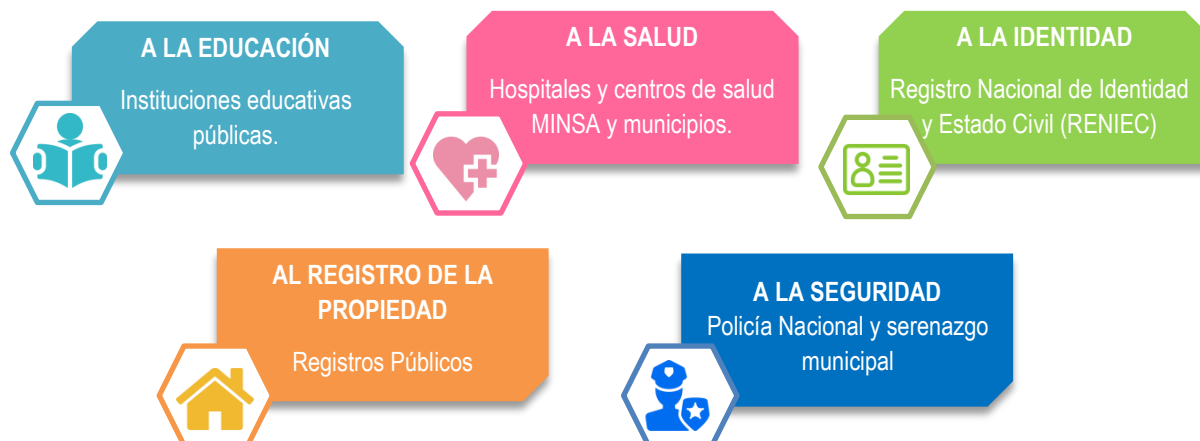 A LA EDUCACIÓN
Instituciones educativas
públicas.
A LA SALUD
Hospitales y centros de salud
MINSA y municipios.
A LA IDENTIDAD
Registro Nacional de Identidad
y Estado Civil (RENIEC)
AL REGISTRO DE LA
PROPIEDAD
Registros Públicos
A LA SEGURIDAD
Policía Nacional y serenazgo
municipal